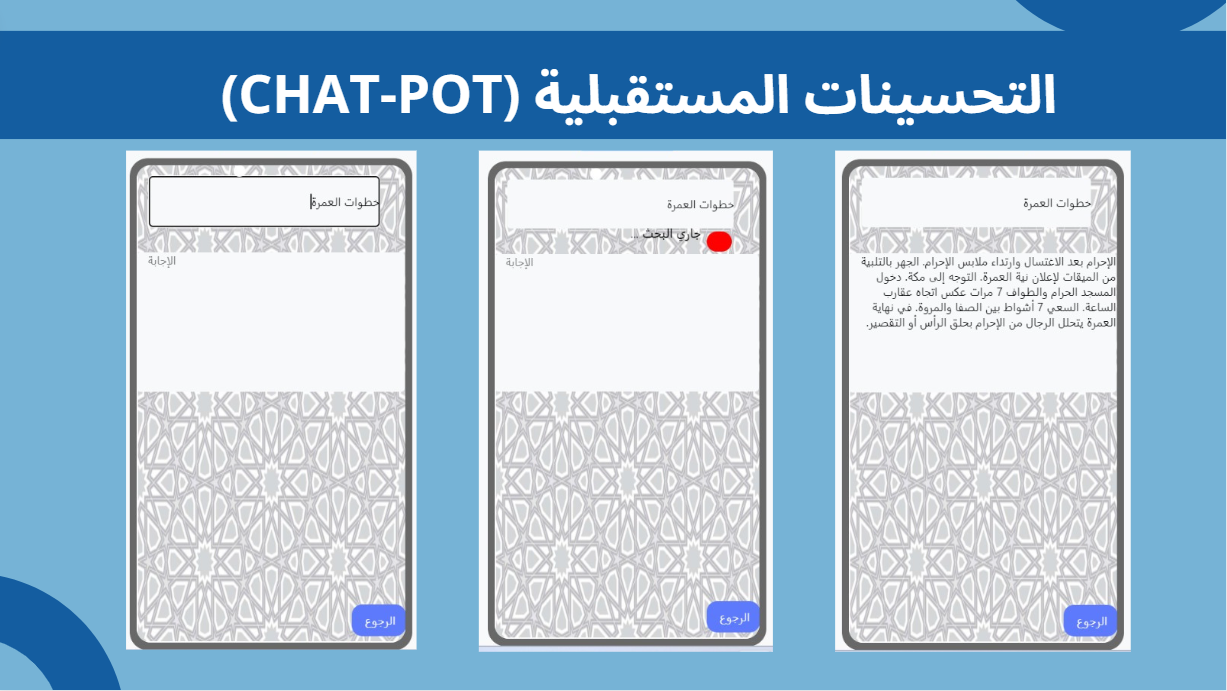 التحسينات المستقبلية (CHAT-POT)
خطوات العمرة
الإجابة
الرجوع
خطوات العمرة
جاري البحث ...
الإجابة
الرجوع
خطوات العمرة
الإحرام بعد الاغتسال وارتداء ملابس الإحرام. الجهر بالتلبية
من الميقات لإعلان نية العمرة. التوجه إلى مكة. دخول
المسجد الحرام والطواف 7 مرات عكس اتجاه عقارب
الساعة. السعي 7 أشواط بين الصفا والمروة. في نهاية
العمرة يتحلل الرجال من الإحرام بحلق الرأس أو التقصير.
الرجوع